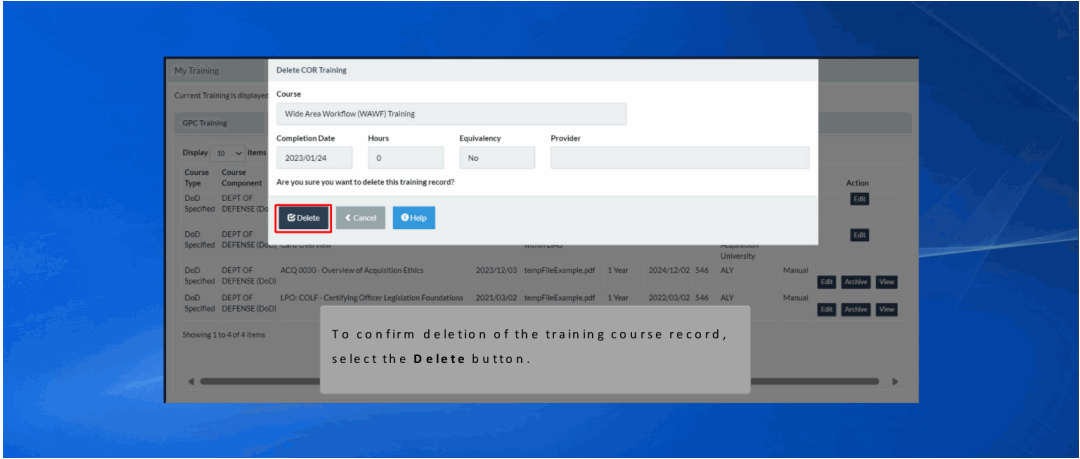 My Training
Delete COR Training
Current Training is displayed
Course
Wide Area Workflow (WAWF) Training
GPC Training
Completion Date Hours Equivalency Provider
Display 10 items
2023/01/24 0 No
Course Type Course Component Action
Are you sure you want to delete this training record?
DoD Specified DEPT OF DEFENSE (Do Edit
Delete Cancel Help
DoD Specified DEPT OF DEFENSE (DoD) Card Overview within DAU Acquisition University Edit
DoD Specified DEPT OF DEFENSE (DoD) ACQ 0030 - Overview of Acquisition Ethics 2023/12/03 tempFileExample.pdf 1 Year 2024/12/02 546 ALY Manual Edit Archive View
DoD Specified DEPT OF DEFENSE (DoD) LPO: COLF - Certifying Officer Legislation Foundations 2021/03/02 tempFileExample.pdf 1 Year 2022/03/02 546 ALY Manual Edit Archive View
Showing 1 to 4 of 4 items
To confirm deletion of the training course record,
select the Delete button.